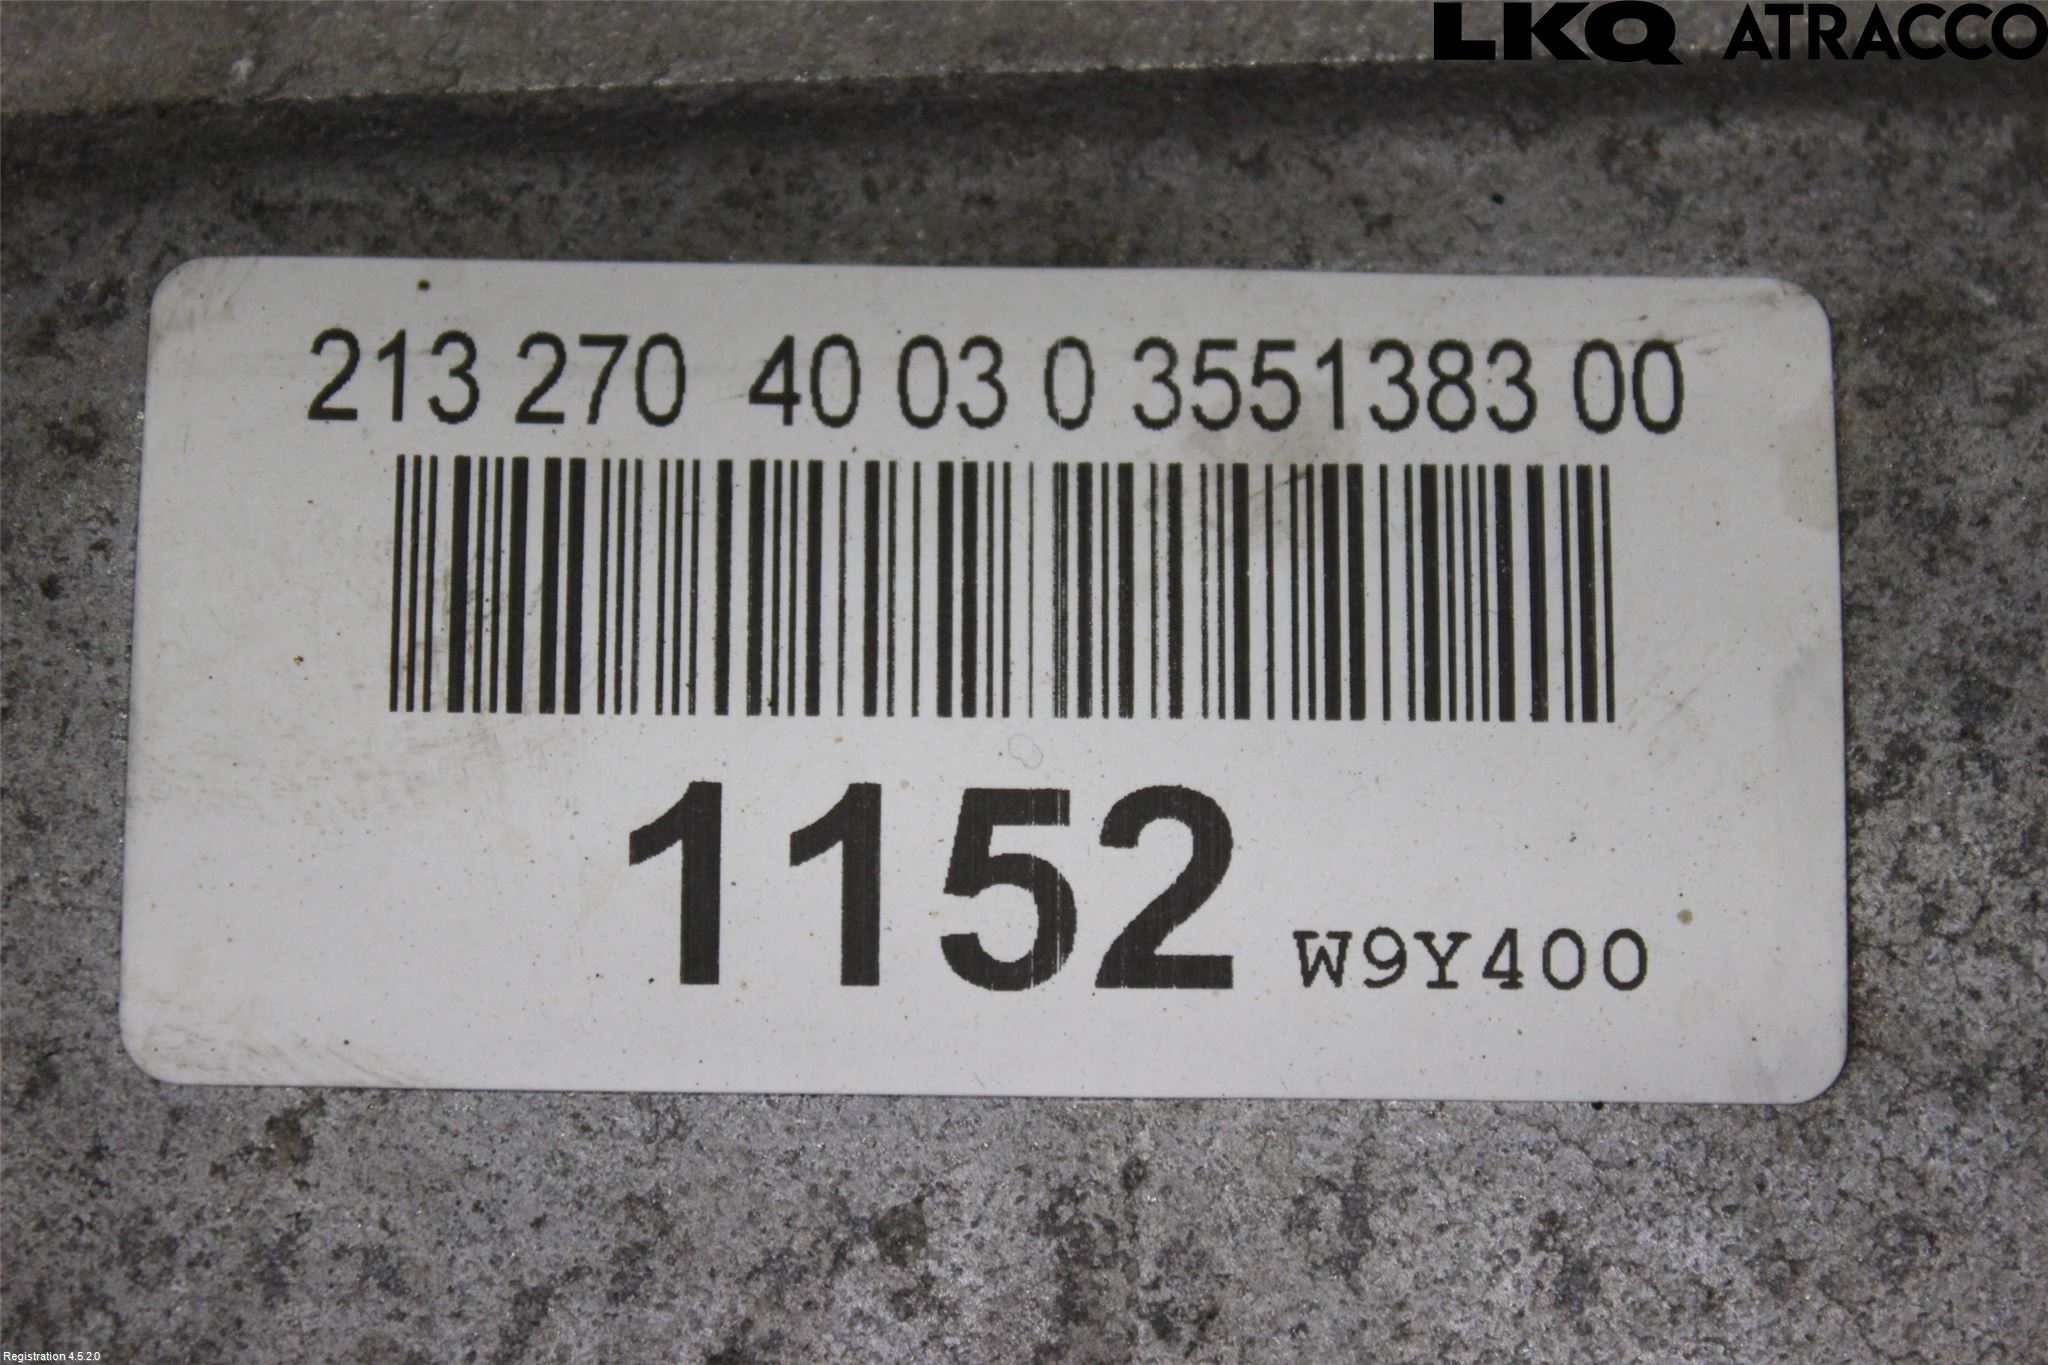 LKQ ATRACCO
213 270 40 03 0 3551383 00
1152 W9Y400
Registration 4.5.2.0